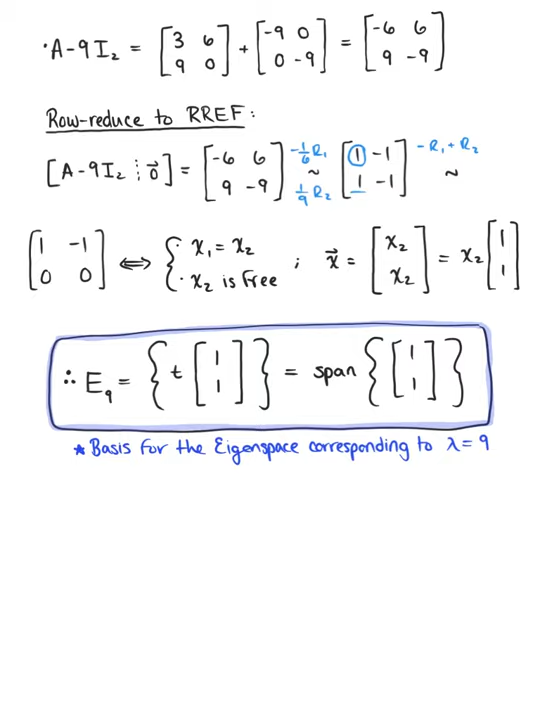 ·A-9I₂ = [3 6; 9 0] + [-9 0; 0 -9] = [-6 6; 9 -9]
Row-reduce to RREF:
[A-9I₂ ⋮ 0⃗] = [-6 6; 9 -9] -1/6 R₁ ~ 1/9 R₂ [1 -1; 1 -1] -R₁+R₂ ~
[1 -1; 0 0] ⟺ { · x₁ = x₂ · x₂ is Free ; x⃗ = [x₂; x₂] = x₂ [1; 1]
∴ E₉ = { t [1; 1] } = span { [1; 1] }
★ Basis for the Eigenspace corresponding to λ = 9